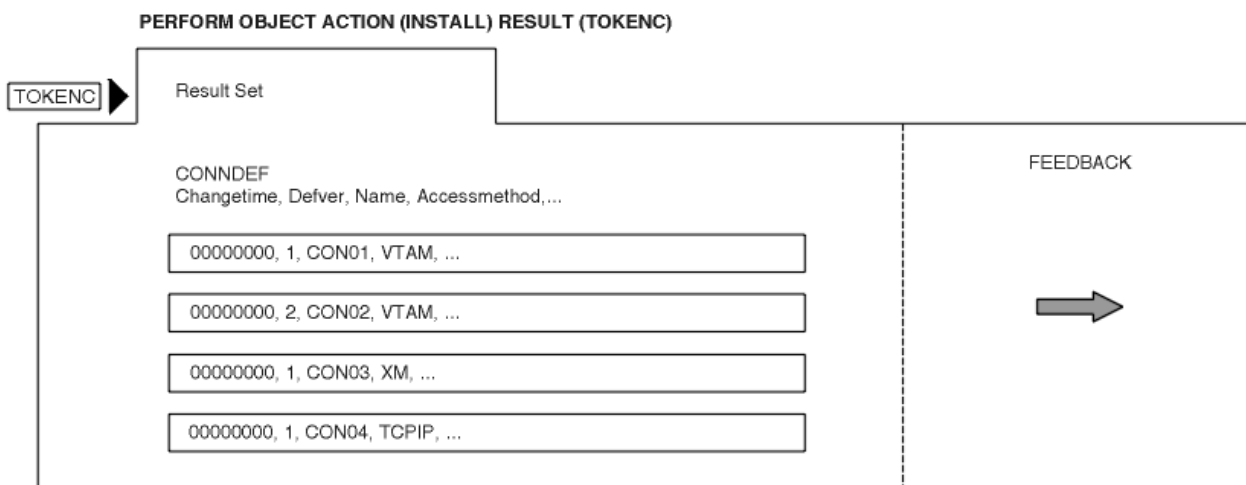 PERFORM OBJECT ACTION (INSTALL) RESULT (TOKENC)
TOKENC
Result Set
CONNDEF
Changetime, Defver, Name, Accessmethod,...
FEEDBACK
00000000, 1, CON01, VTAM, ...
00000000, 2, CON02, VTAM, ...
00000000, 1, CON03, XM, ...
00000000, 1, CON04, TCPIP, ...